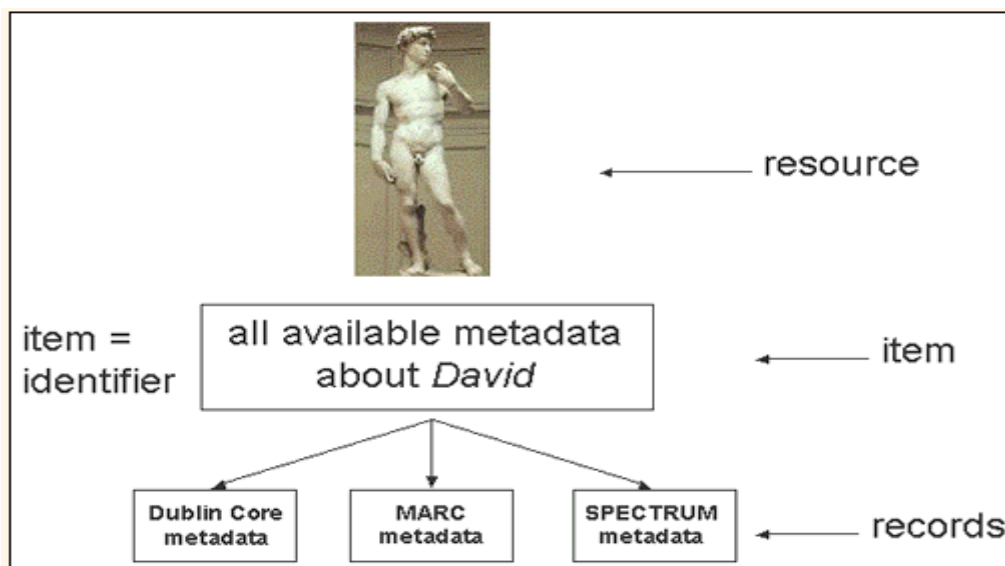 resource
item =
identifier
all available metadata
about David
item
Dublin Core
metadata
MARC
metadata
SPECTRUM
metadata
records